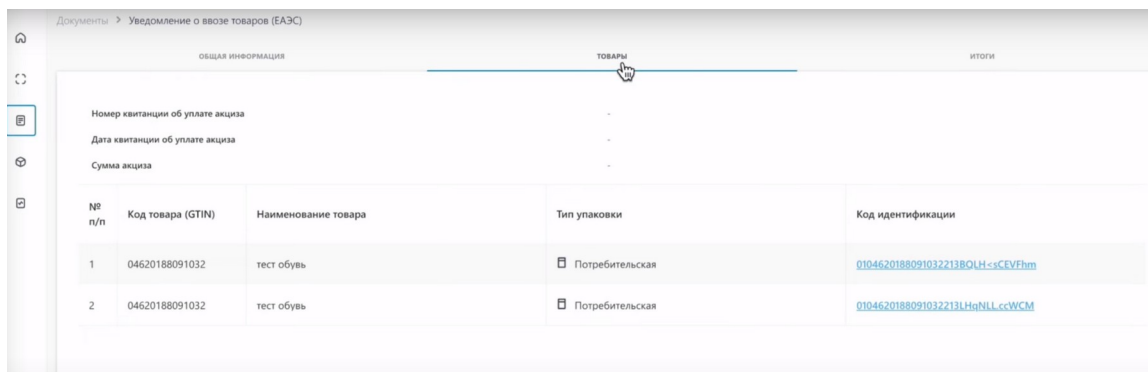 Документы > Уведомление о ввозе товаров (ЕАЭС)
ОБЩАЯ ИНФОРМАЦИЯ ТОВАРЫ ИТОГИ
Номер квитанции об уплате акциза -
Дата квитанции об уплате акциза -
Сумма акциза -
№ п/п Код товара (GTIN) Наименование товара Тип упаковки Код идентификации
1 04620188091032 тест обувь Потребительская 0104620188091032213BQLH<sCEVFhm
2 04620188091032 тест обувь Потребительская 0104620188091032213LHqNLL.ccWCM